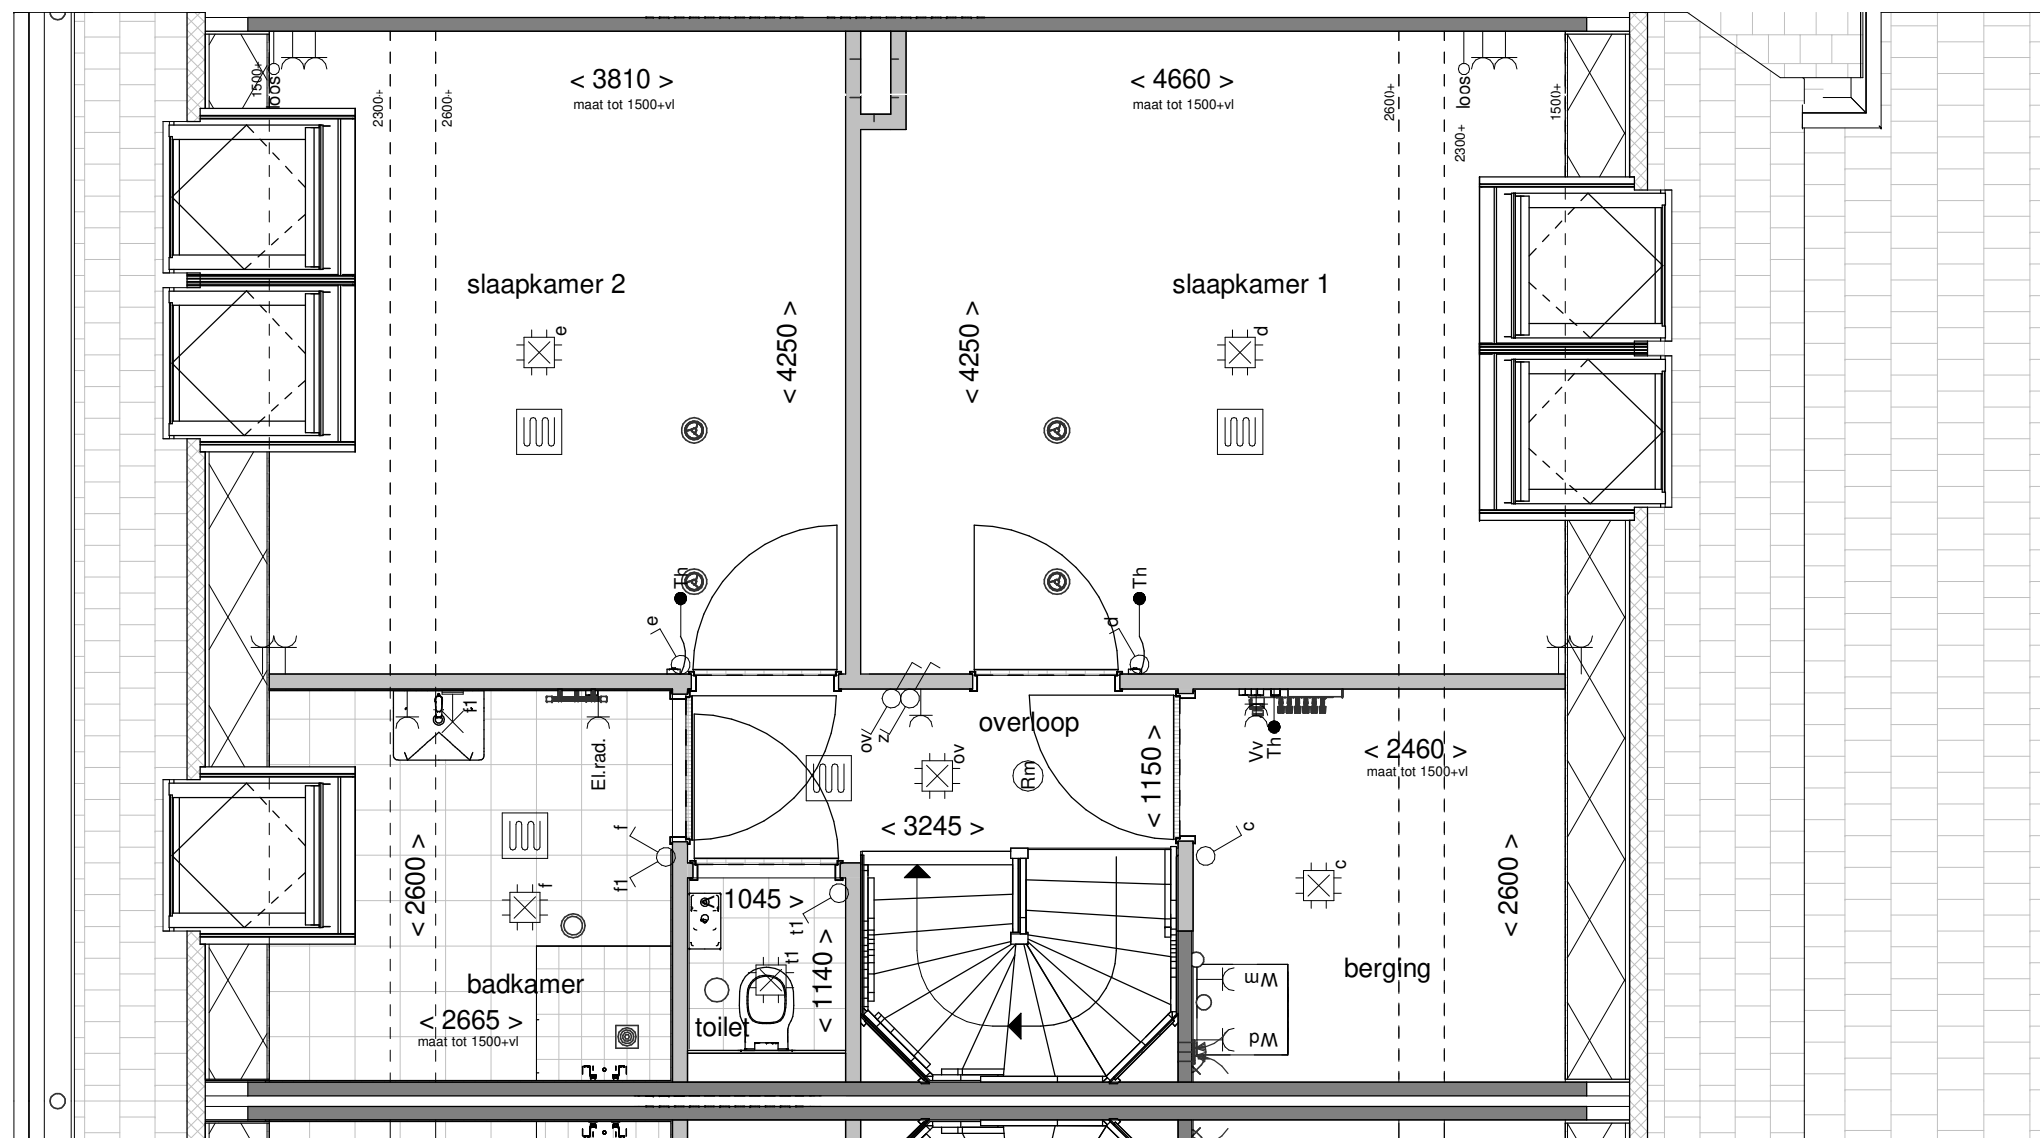 < 3810 >
maat tot 1500+vl
< 4660 >
maat tot 1500+vl
1500+
loos
2300+
2600+
2600+
2300+
loos
1500+
slaapkamer 2
slaapkamer 1
e
d
< 4250 >
< 4250 >
Th
e
Th
d
f1
El.rad.
ov
z
ov
overloop
Rm
< 1150 >
Vv
Th
< 2460 >
maat tot 1500+vl
< 3245 >
f
f1
< 2600 >
f
c
c
< 2600 >
1045 >
t1
t1
< 1140 >
badkamer
< 2665 >
maat tot 1500+vl
toilet
berging
Wm
Wd